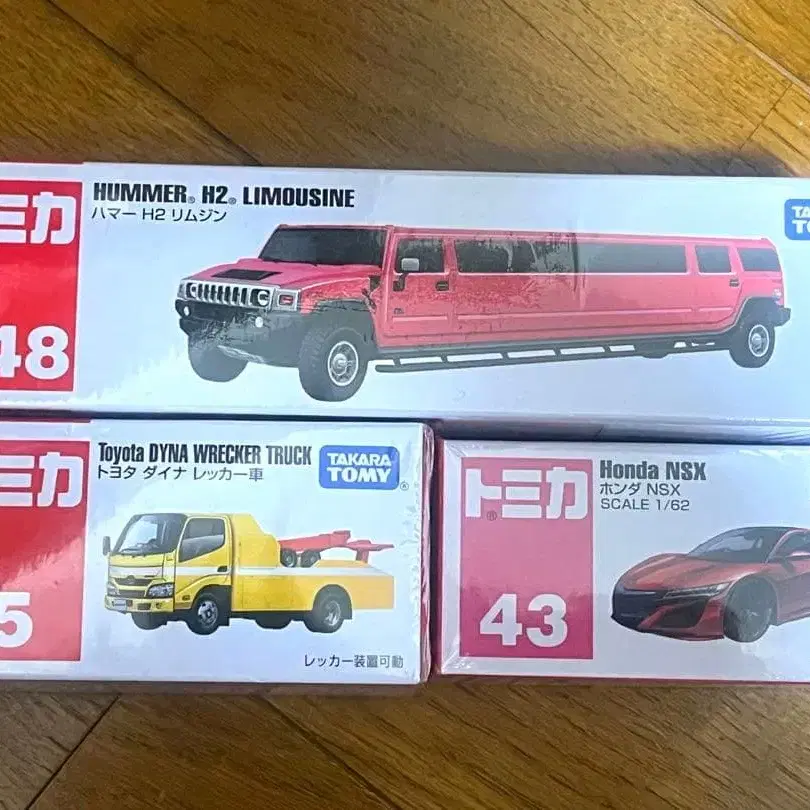 ミカ
HUMMER® H2® LIMOUSINE
ハマー H2 リムジン
TA
TO
48
ミカ
Toyota DYNA WRECKER TRUCK
トヨタ ダイナ レッカー車
TAKARA
TOMY®
5
レッカー装置可動
トミカ®
Honda NSX
ホンダ NSX
SCALE 1/62
43